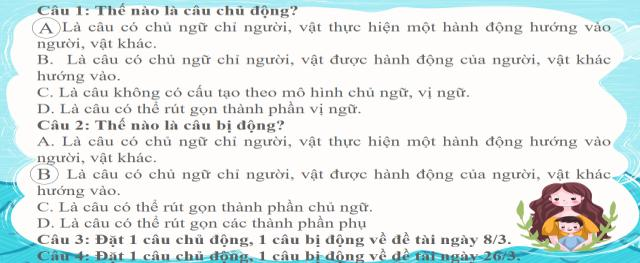 Câu 1: Thế nào là câu chủ động?
A Là câu có chủ ngữ chỉ người, vật thực hiện một hành động hướng vào
người, vật khác.
B. Là câu có chủ ngữ chỉ người, vật được hành động của người, vật khác
hướng vào.
C. Là câu không có cấu tạo theo mô hình chủ ngữ, vị ngữ.
D. Là câu có thể rút gọn thành phần vị ngữ.
Câu 2: Thế nào là câu bị động?
A. Là câu có chủ ngữ chỉ người, vật thực hiện một hành động hướng vào
người, vật khác.
B Là câu có chủ ngữ chỉ người, vật được hành động của người, vật khác
hướng vào.
C. Là câu có thể rút gọn thành phần chủ ngữ.
D. Là câu có thể rút gọn các thành phần phụ
Câu 3: Đặt 1 câu chủ động, 1 câu bị động về đề tài ngày 8/3.
Câu 4: Đặt 1 câu chủ động, 1 câu bị động về đề tài ngày 26/3.